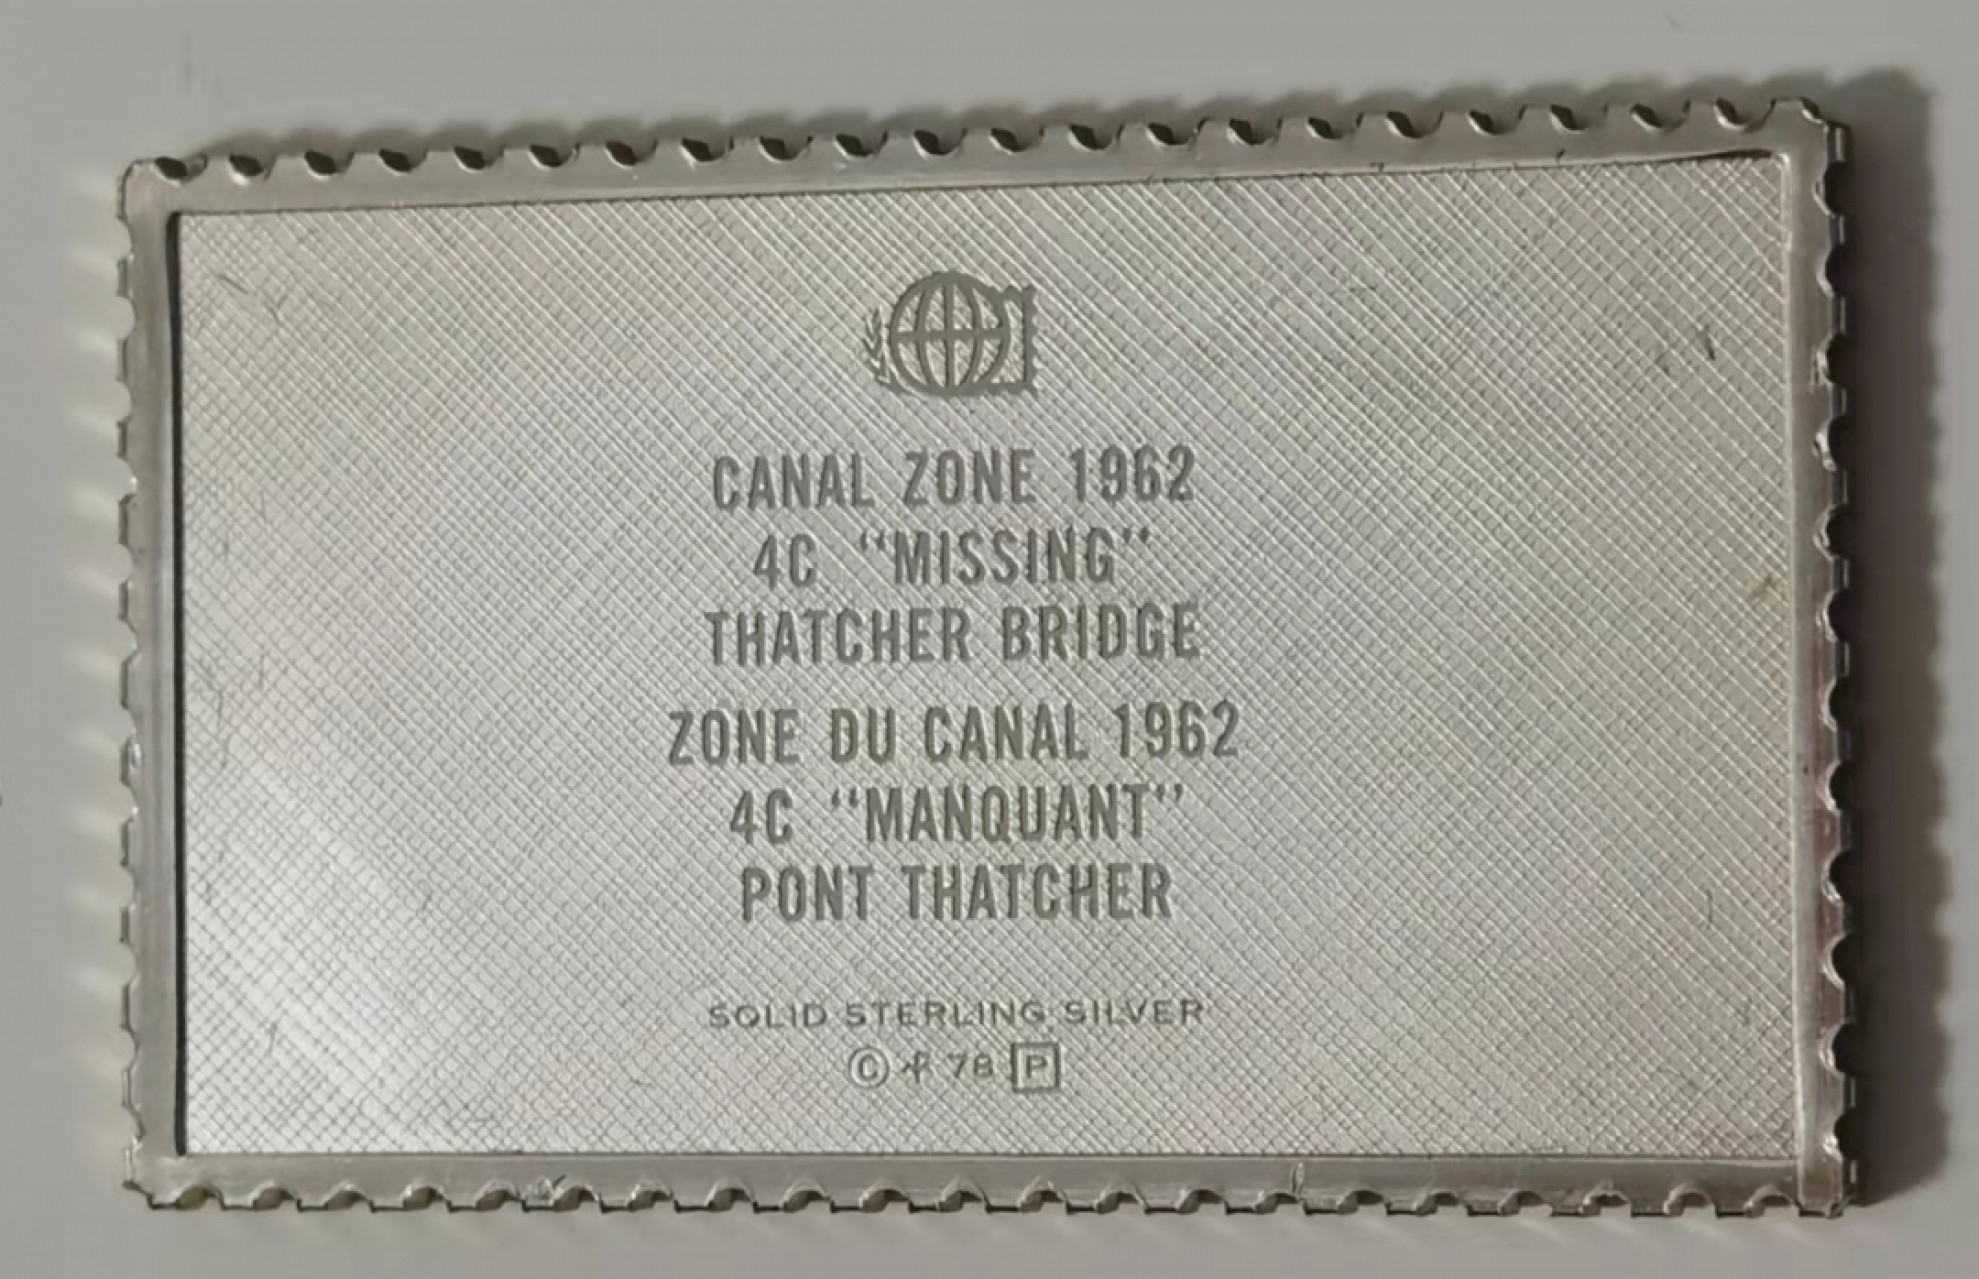 CANAL ZONE 1962
4C "MISSING"
THATCHER BRIDGE
ZONE DU CANAL 1962
4C "MANQUANT"
PONT THATCHER
SOLID STERLING SILVER
© 78 P